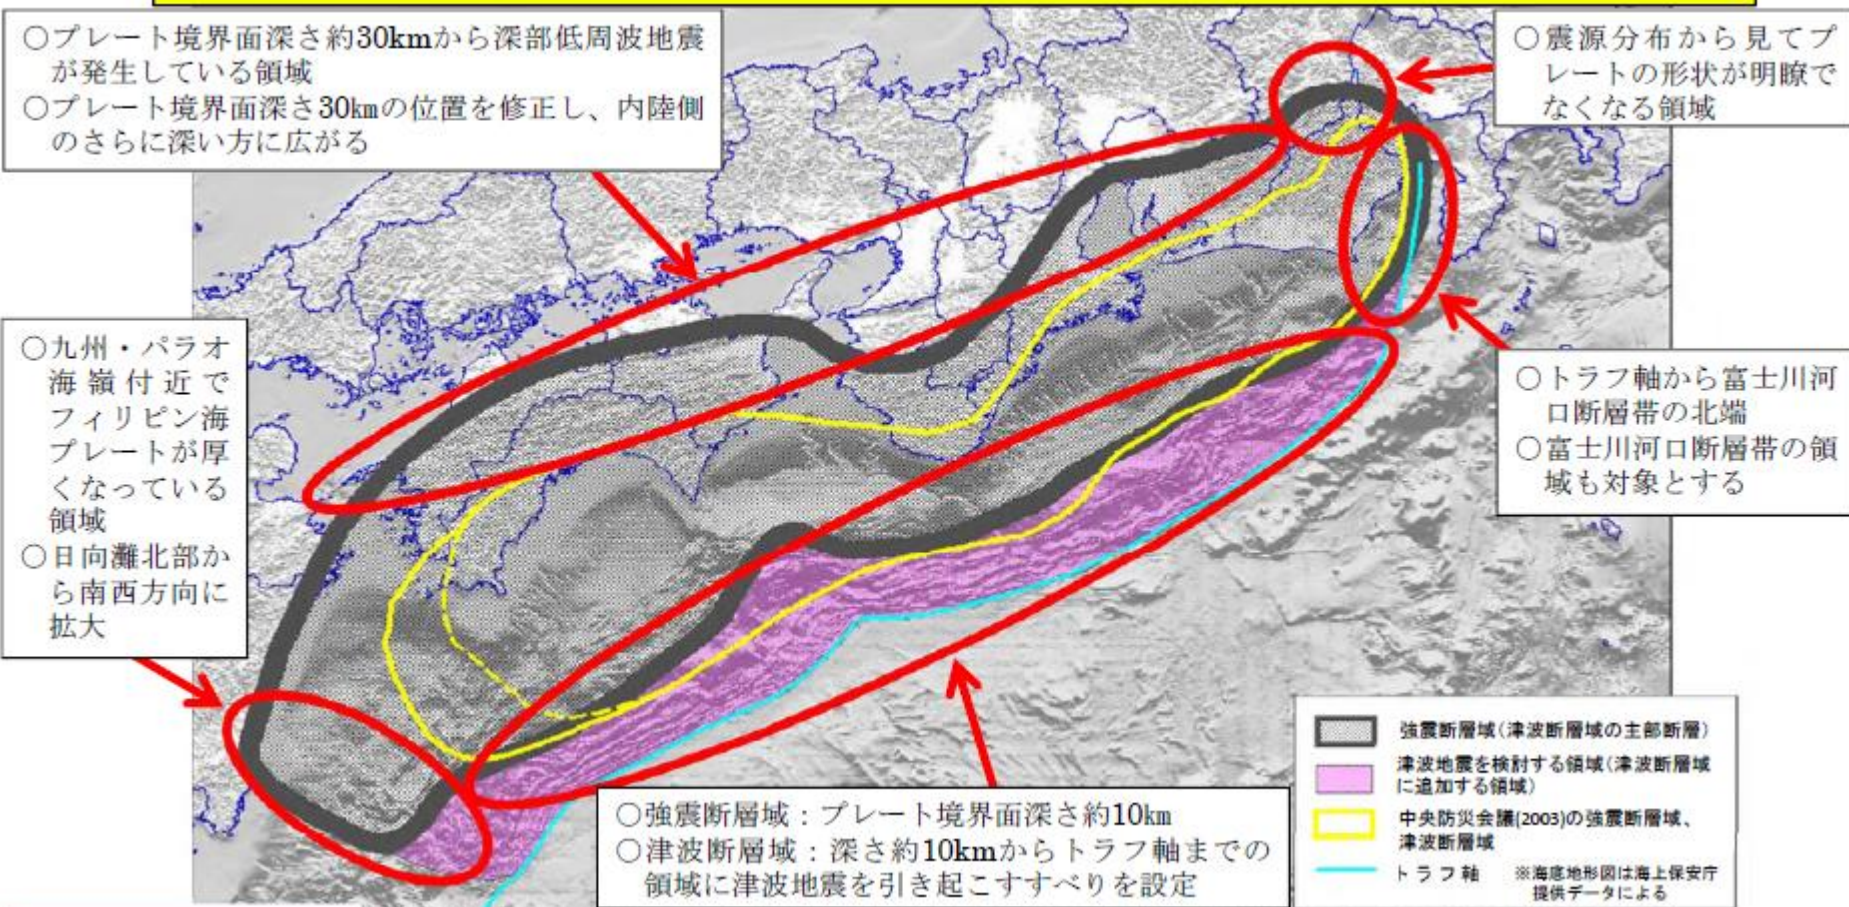 ○プレート境界面深さ約30kmから深部低周波地震
が発生している領域
○プレート境界面深さ30㎞の位置を修正し、内陸側
のさらに深い方に広がる
○震源分布から見てプ
レートの形状が明瞭で
なくなる領域
○九州・パラオ
海嶺付近で
フィリピン海
プレートが厚
くなっている
領域
○日向灘北部か
ら南西方向に
拡大
○トラフ軸から富士川河
口断層帯の北端
○富士川河口断層帯の領
域も対象とする
○強震断層域：プレート境界面深さ約10㎞
○津波断層域：深さ約10kmからトラフ軸までの
領域に津波地震を引き起こすすべりを設定
強震断層域(津波断層域の主部断層)
津波地震を検討する領域(津波断層域
に追加する領域)
中央防災会議(2003)の強震断層域、
津波断層域
トラフ軸 ※海底地形図は海上保安庁
提供データによる